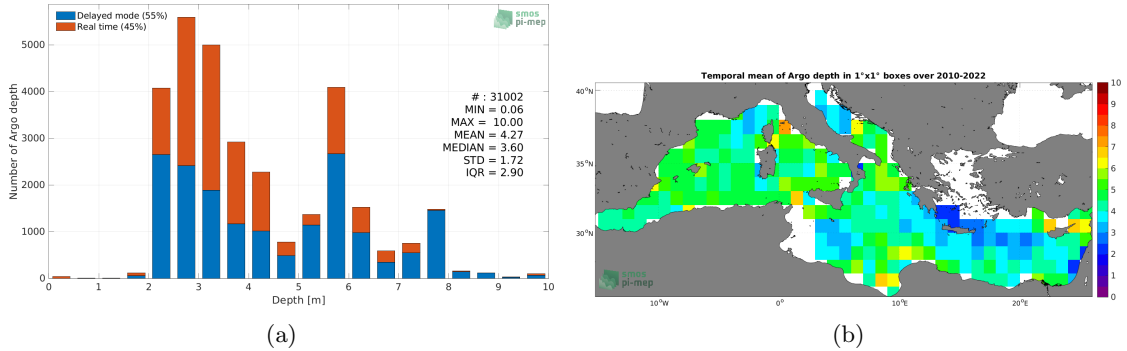 Delayed mode (55%)
Real time (45%)
smos
pi-mep
Number of Argo depth
5000
4000
3000
2000
1000
0
# : 31002
MIN = 0.06
MAX = 10.00
MEAN = 4.27
MEDIAN = 3.60
STD = 1.72
IQR = 2.90
0 1 2 3 4 5 6 7 8 9 10
Depth [m]
(a)
Temporal mean of Argo depth in 1°x1° boxes over 2010-2022
40°N
35°N
30°N
10°W 0° 10°E 20°E
smos
pi-mep
10
9
8
7
6
5
4
3
2
1
0
(b)